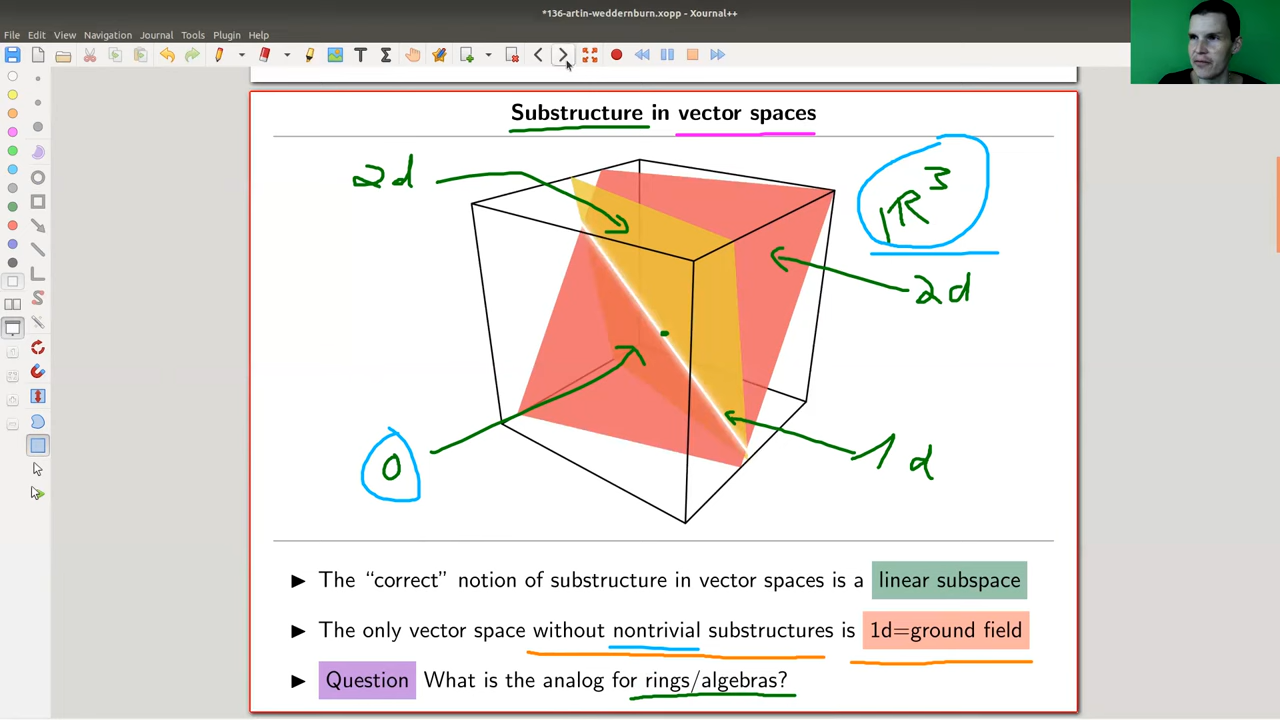 *136-artin-weddernburn.xopp - Xournal++
File Edit View Navigation Journal Tools Plugin Help
Substructure in vector spaces
2d
ℝ³
2d
0
1d
▶ The “correct” notion of substructure in vector spaces is a linear subspace
▶ The only vector space without nontrivial substructures is 1d=ground field
▶ Question What is the analog for rings/algebras?